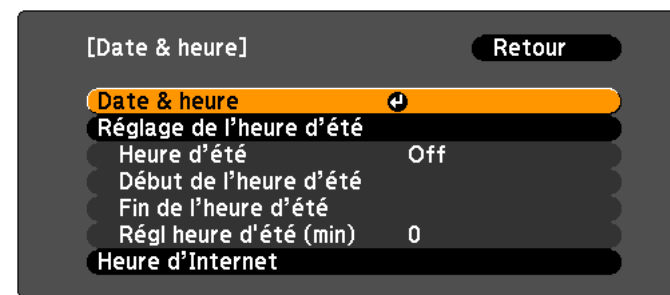 [Date & heure] Retour
Date & heure
Réglage de l’heure d’été
Heure d’été Off
Début de l’heure d’été
Fin de l’heure d’été
Régl heure d'été (min) 0
Heure d’Internet